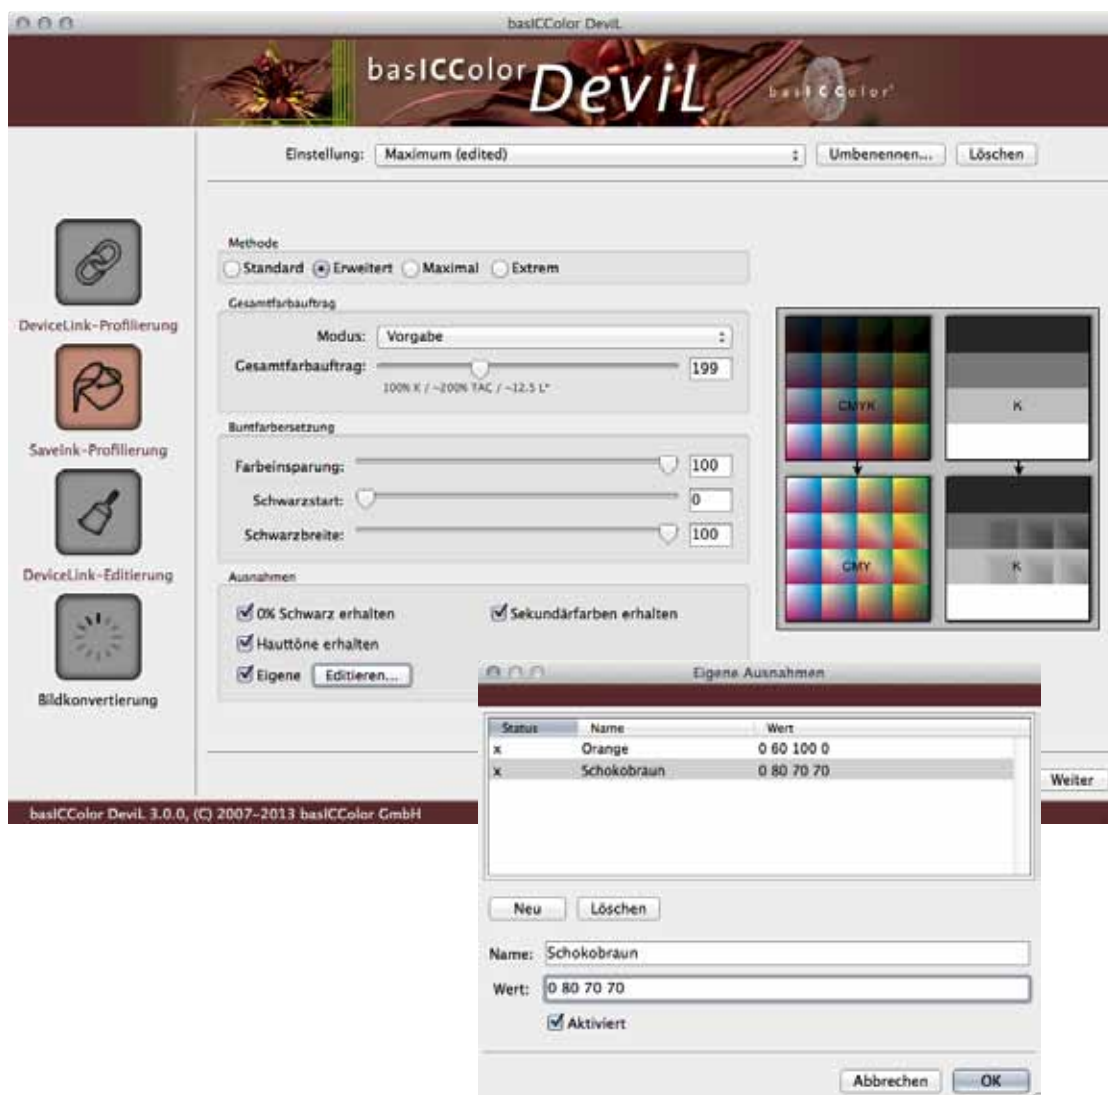 basICColor DeviL
basICColor DeviL
basICColor
Einstellung: Maximum (edited) Umbenennen... Löschen
Methode
Standard Erweitert Maximal Extrem
Gesamtfarbauftrag
Modus: Vorgabe
Gesamtfarbauftrag: 199
100% K / ~200% TAC / ~12.5 L*
Buntfarbersetzung
Farbeinsparung: 100
Schwarzstart: 0
Schwarzbreite: 100
Ausnahmen
0% Schwarz erhalten Sekundärfarben erhalten
Hauttöne erhalten
Eigene Editieren...
DeviceLink-Profilierung
SaveInk-Profilierung
DeviceLink-Editierung
Bildkonvertierung
CMYK K
CMY K
Weiter
basICColor DeviL 3.0.0, (C) 2007-2013 basICColor GmbH
Eigene Ausnahmen
Status Name Wert
x Orange 0 60 100 0
x Schokobraun 0 80 70 70
Neu Löschen
Name: Schokobraun
Wert: 0 80 70 70
Aktiviert
Abbrechen OK